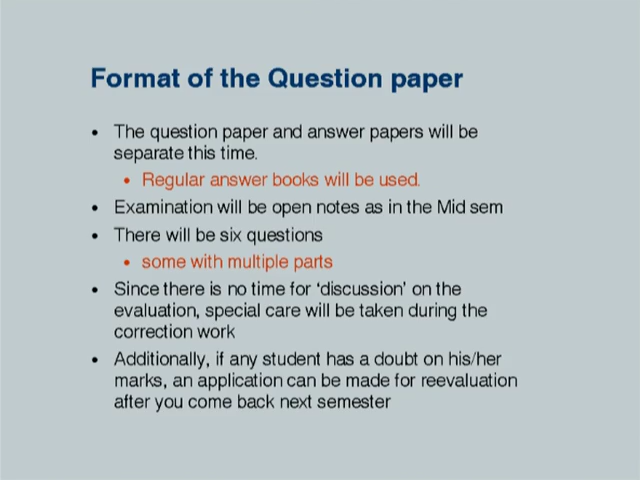 Format of the Question paper
• The question paper and answer papers will be
separate this time.
• Regular answer books will be used.
• Examination will be open notes as in the Mid sem
• There will be six questions
• some with multiple parts
• Since there is no time for ‘discussion’ on the
evaluation, special care will be taken during the
correction work
• Additionally, if any student has a doubt on his/her
marks, an application can be made for reevaluation
after you come back next semester